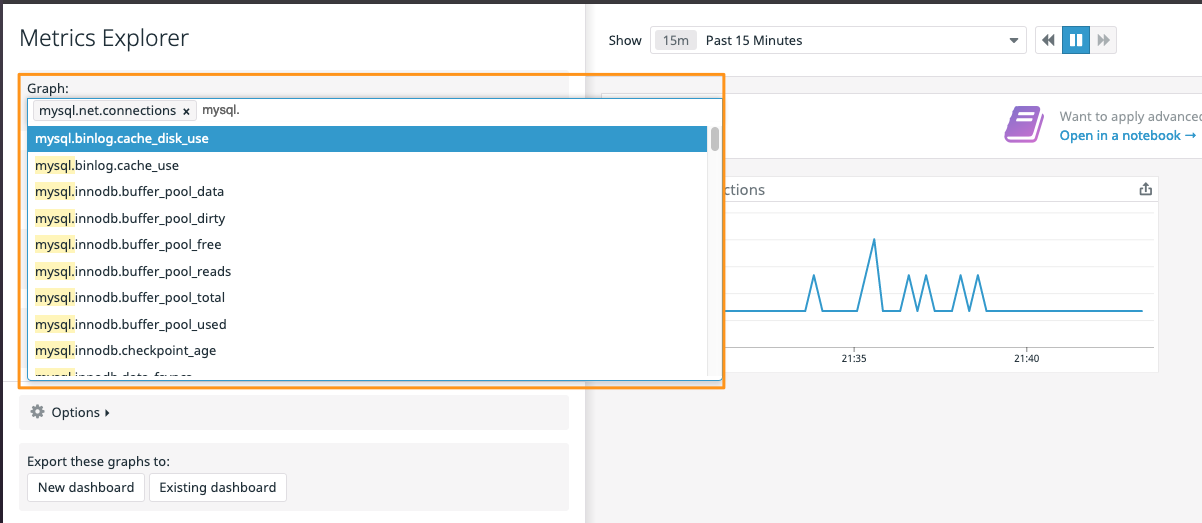 Metrics Explorer
Show 15m Past 15 Minutes
Graph:
mysql.net.connections × mysql.
mysql.binlog.cache_disk_use
mysql.binlog.cache_use
mysql.innodb.buffer_pool_data
mysql.innodb.buffer_pool_dirty
mysql.innodb.buffer_pool_free
mysql.innodb.buffer_pool_reads
mysql.innodb.buffer_pool_total
mysql.innodb.buffer_pool_used
mysql.innodb.checkpoint_age
Options
Export these graphs to:
New dashboard Existing dashboard
Want to apply advanced
Open in a notebook →
ctions
21:35 21:40